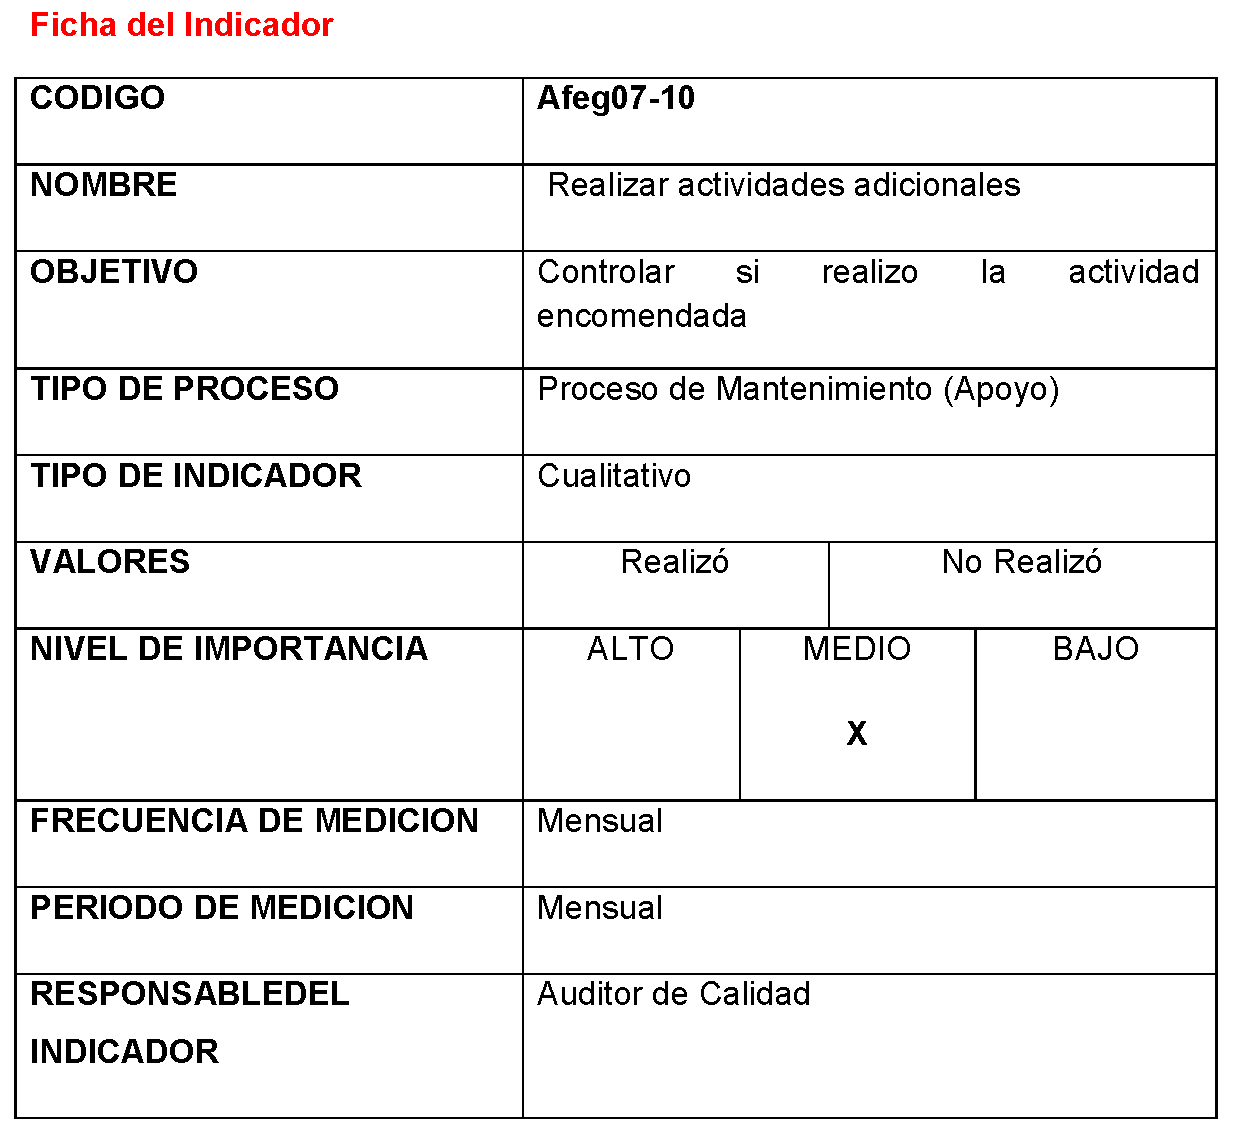 Ficha del Indicador
CODIGO Afeg07-10
NOMBRE Realizar actividades adicionales
OBJETIVO Controlar si realizo la actividad
encomendada
TIPO DE PROCESO Proceso de Mantenimiento (Apoyo)
TIPO DE INDICADOR Cualitativo
VALORES Realizó No Realizó
NIVEL DE IMPORTANCIA ALTO MEDIO BAJO
X
FRECUENCIA DE MEDICION Mensual
PERIODO DE MEDICION Mensual
RESPONSABLEDEL Auditor de Calidad
INDICADOR